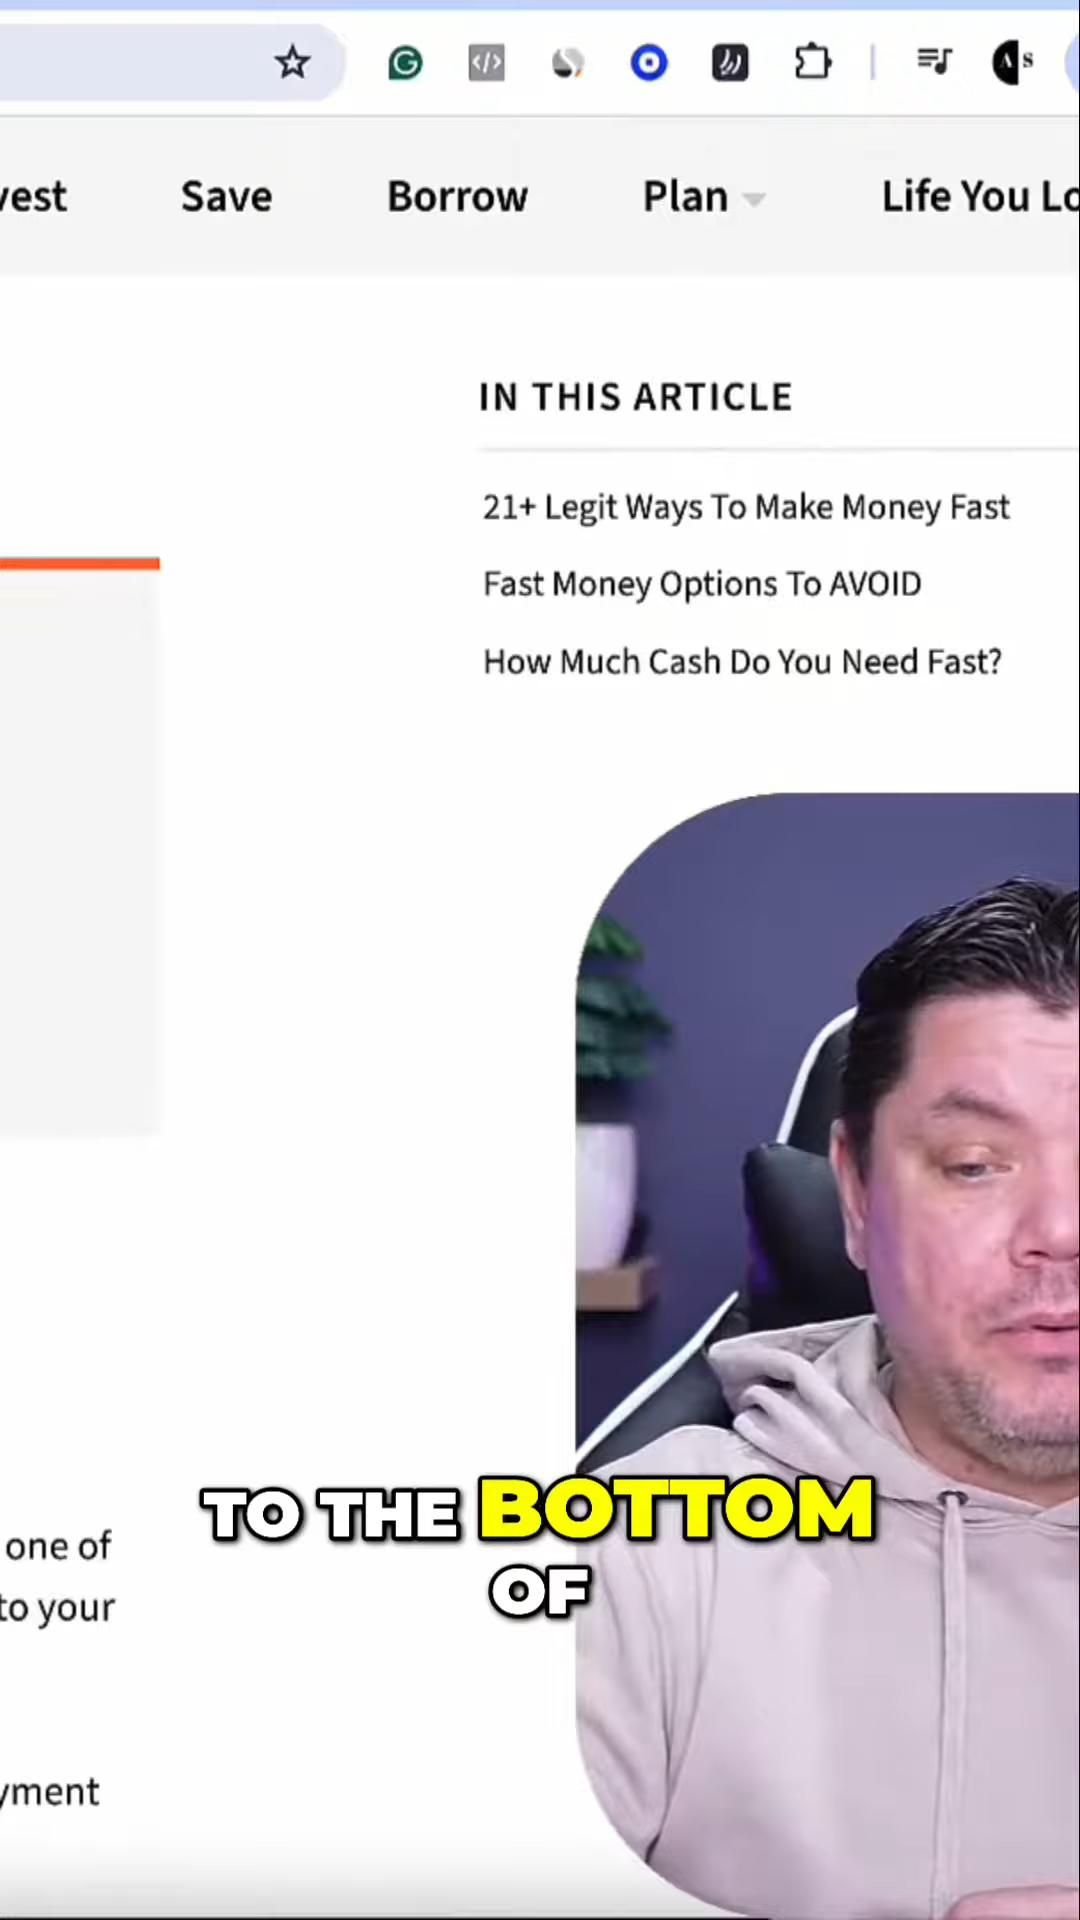 vest Save Borrow Plan Life You Lo
IN THIS ARTICLE
21+ Legit Ways To Make Money Fast
Fast Money Options To AVOID
How Much Cash Do You Need Fast?
TO THE BOTTOM
OF
one of
to your
yment